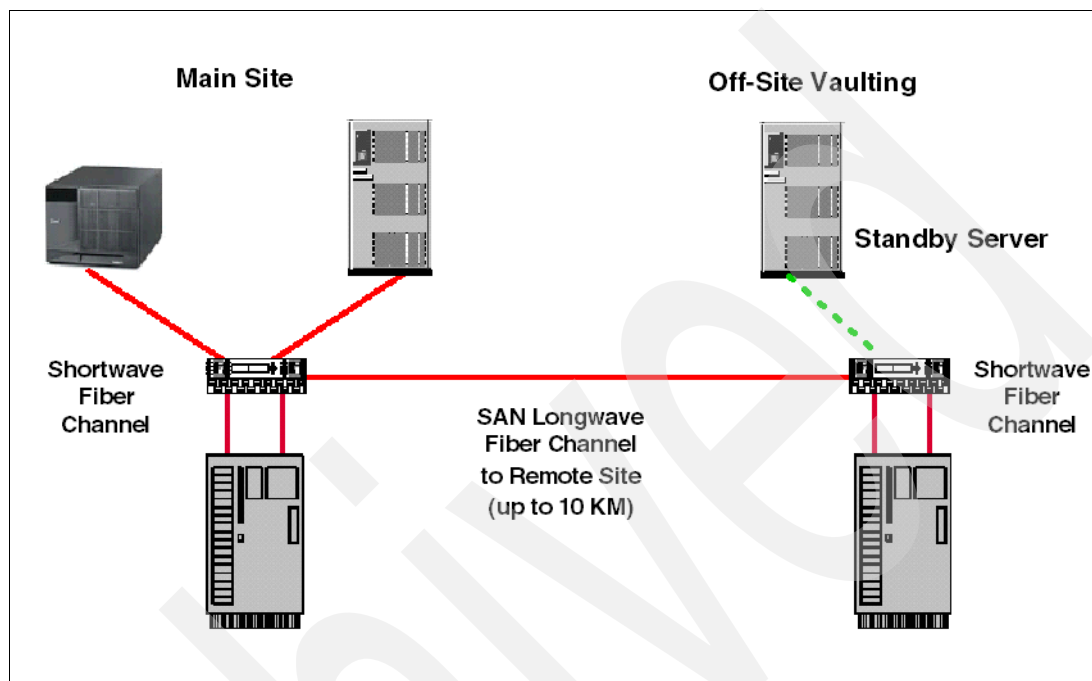 Main Site
Off-Site Vaulting
Standby Server
Shortwave
Fiber
Channel
SAN Longwave
Fiber Channel
to Remote Site
(up to 10 KM)
Shortwave
Fiber
Channel
hived